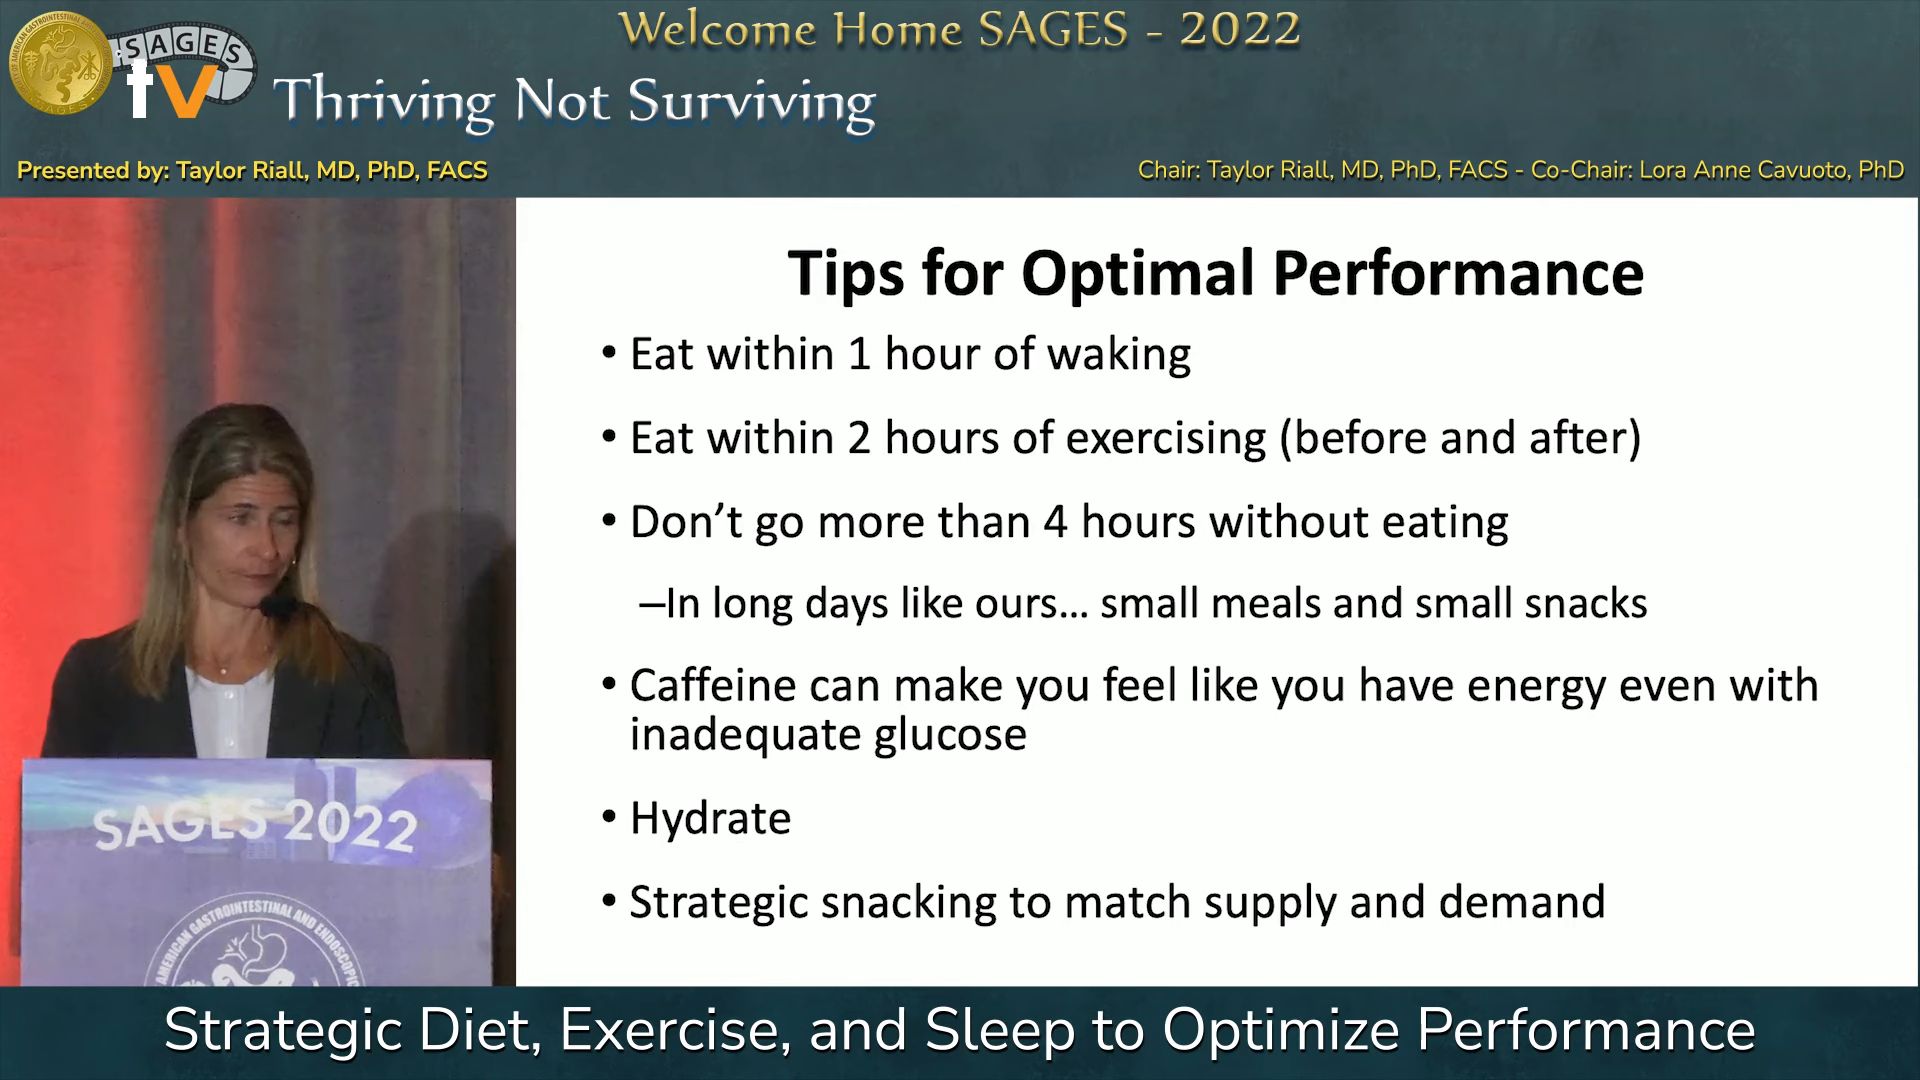 Welcome Home SAGES - 2022
SAGES
tv
Thriving Not Surviving
Presented by: Taylor Riall, MD, PhD, FACS
Chair: Taylor Riall, MD, PhD, FACS - Co-Chair: Lora Anne Cavuoto, PhD
Tips for Optimal Performance
• Eat within 1 hour of waking
• Eat within 2 hours of exercising (before and after)
• Don’t go more than 4 hours without eating
–In long days like ours... small meals and small snacks
• Caffeine can make you feel like you have energy even with
inadequate glucose
• Hydrate
• Strategic snacking to match supply and demand
SAGES 2022
AMERICAN GASTROINTESTINAL AND ENDOSCOPIC
Strategic Diet, Exercise, and Sleep to Optimize Performance